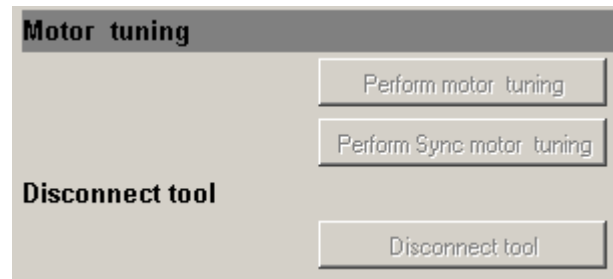 Motor tuning
Perform motor tuning
Perform Sync motor tuning
Disconnect tool
Disconnect tool